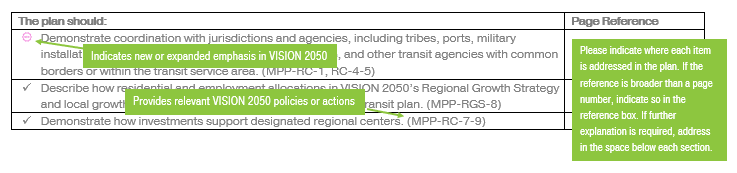 The plan should:
Page Reference
Demonstrate coordination with jurisdictions and agencies, including tribes, ports, military
installat
Indicates new or expanded emphasis in VISION 2050
, and other transit agencies with common
borders or within the transit service area. (MPP-RC-1, RC-4-5)
✓ Describe how residential and employment allocations in VISION 2050's Regional Growth Strategy
and local growth
Provides relevant VISION 2050 policies or actions
transit plan. (MPP-RGS-8)
✓ Demonstrate how investments support designated regional centers. (MPP-RC-7-9)
Please indicate where each item
is addressed in the plan. If the
reference is broader than a page
number, indicate so in the
reference box. If further
explanation is required, address
in the space below each section.